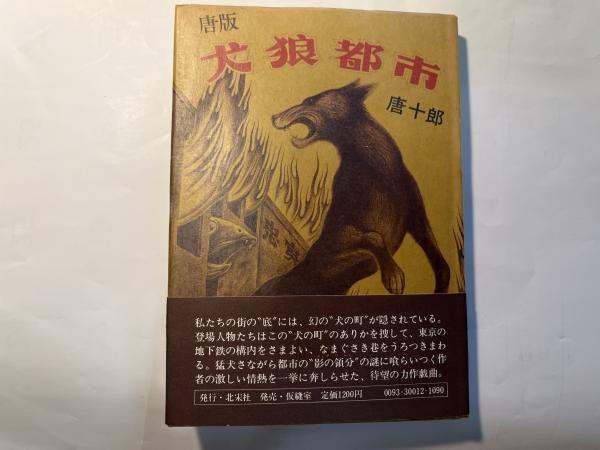 唐版
犬狼都市
唐十郎
忠実
私たちの街の〝底〟には、幻の〝犬の町〟が隠されている。
登場人物たちはこの〝犬の町〟のありかを捜して、東京の
地下鉄の構内をさまよい、なまぐさき巷をうろつきまわ
る。猛犬さながら都市の〝影の領分〟の謎に喰らいつく作
者の激しい情熱を一挙に奔しらせた、待望の力作戯曲。
発行・北宋社　発売・仮縫室　定価1200円　0093-30012-1090